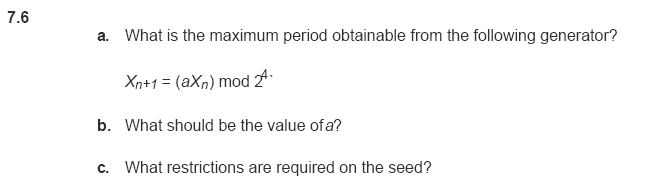 7.6
a. What is the maximum period obtainable from the following generator?
Xn+1 = (aXn) mod 24.
b. What should be the value ofa?
c. What restrictions are required on the seed?